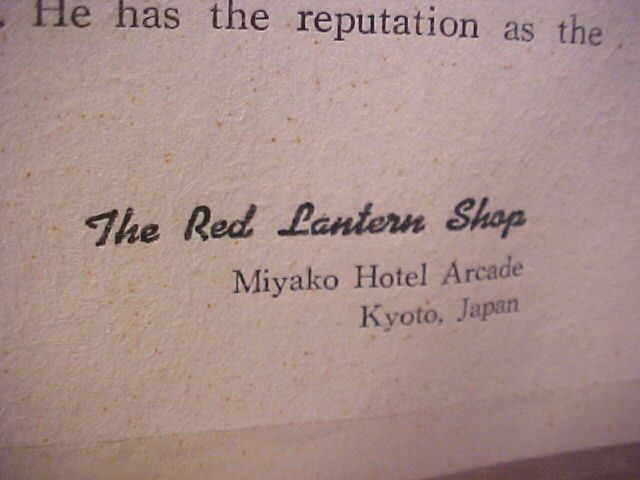 . He has the reputation as the
The Red Lantern Shop
Miyako Hotel Arcade
Kyoto, Japan